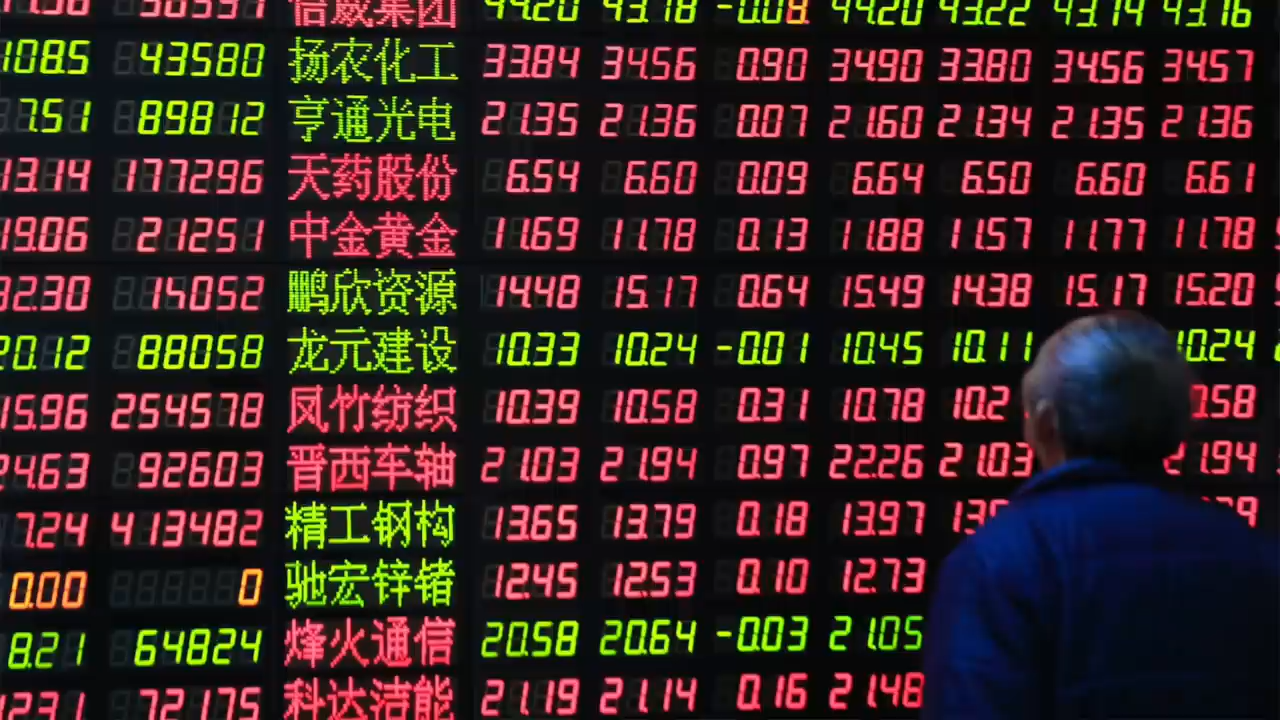 信威集团 44.20 43.18 -0.08 44.20 43.22 43.14 43.16
108.5 43580 扬农化工 33.84 34.56 0.90 34.90 33.80 34.56 34.57
7.51 89812 亨通光电 21.35 21.36 0.07 21.60 21.34 21.35 21.36
13.14 177296 天药股份 6.54 6.60 0.09 6.64 6.50 6.60 6.61
19.06 21251 中金黄金 11.69 11.78 0.13 11.88 11.57 11.77 11.78
32.30 14052 鹏欣资源 14.48 15.17 0.64 15.49 14.38 15.17 15.20
20.12 88058 龙元建设 10.33 10.24 -0.01 10.45 10.11 10.24
15.96 254578 凤竹纺织 10.39 10.58 0.31 10.78 10.2 0.58
24.63 92603 晋西车轴 21.03 21.94 0.97 22.26 21.03 21.94
7.24 413482 精工钢构 13.65 13.79 0.18 13.97
0.00 0 驰宏锌锗 12.45 12.53 0.10 12.73
8.21 64824 烽火通信 20.58 20.64 -0.03 21.05
72175 科达洁能 21.19 21.14 0.16 21.48